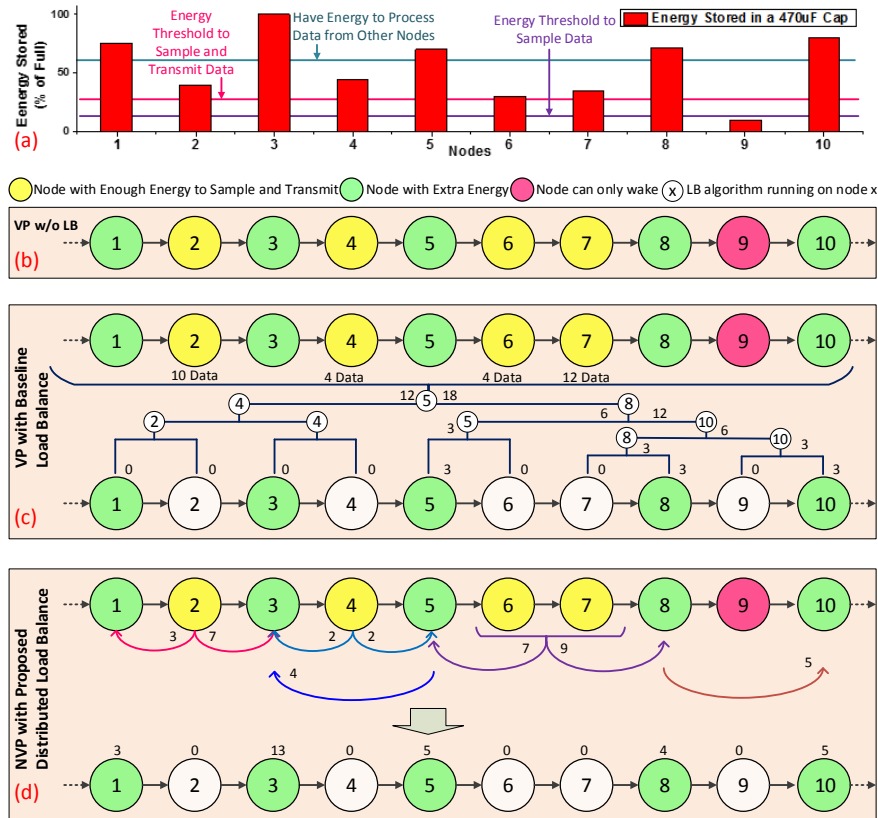 Eenergy Stored
(% of Full)
100
50
0
Energy
Threshold to
Sample and
Transmit Data
Have Energy to Process
Data from Other Nodes
Energy Threshold to
Sample Data
Energy Stored in a 470uF Cap
1 2 3 4 5 6 7 8 9 10
Nodes
(a)
Node with Enough Energy to Sample and Transmit
Node with Extra Energy
Node can only wake
x LB algorithm running on node x
VP w/o LB
(b)
1 2 3 4 5 6 7 8 9 10
VP with Baseline
Load Balance
(c)
1 2 3 4 5 6 7 8 9 10
10 Data 4 Data 4 Data 12 Data
12 5 18
4 8
6 12
2 4 5 10
3 8 6 10
3 3
0 0 0 0 3 0 0 3 0 3
1 2 3 4 5 6 7 8 9 10
NVP with Proposed
Distributed Load Balance
(d)
1 2 3 4 5 6 7 8 9 10
3 7 2 2 7 9
4 5
3 0 13 0 5 0 0 4 0 5
1 2 3 4 5 6 7 8 9 10